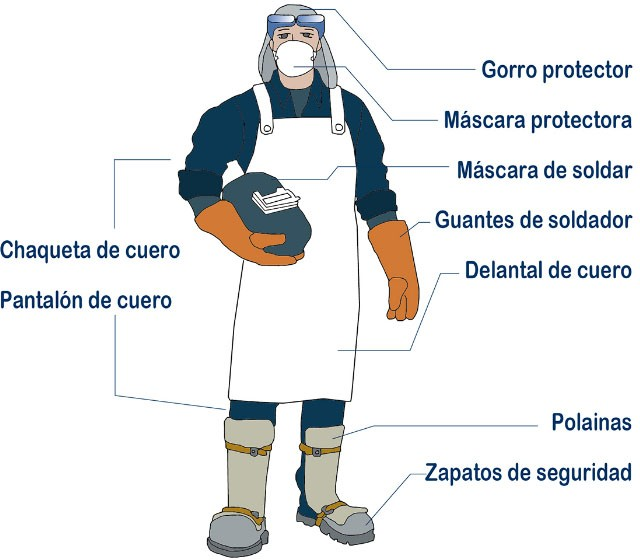 Gorro protector
Máscara protectora
Máscara de soldar
Guantes de soldador
Chaqueta de cuero
Delantal de cuero
Pantalón de cuero
Polainas
Zapatos de seguridad